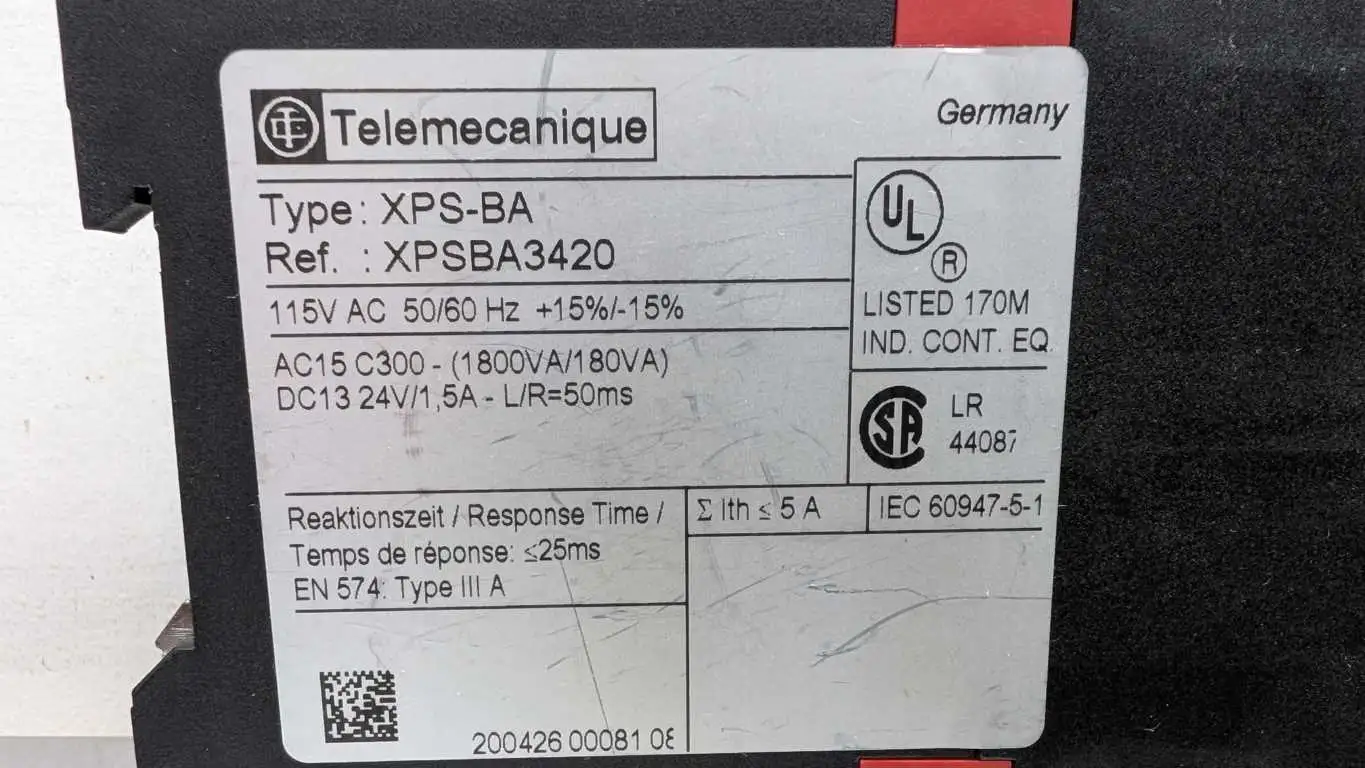 Telemecanique
Germany
Type: XPS-BA
Ref. : XPSBA3420
115V AC 50/60 Hz +15%/-15%
AC15 C300 - (1800VA/180VA)
DC13 24V/1,5A - L/R=50ms
UL
®
LISTED 170M
IND. CONT. EQ.
SA
LR
44087
Reaktionszeit / Response Time /
Temps de réponse: ≤25ms
EN 574: Type III A
Σ Ith ≤ 5 A
IEC 60947-5-1
200426 00081